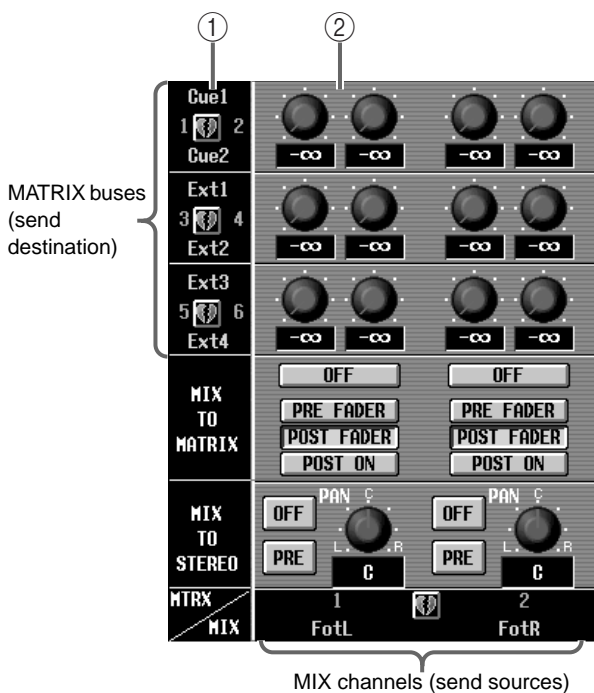 ① ②
Cue1
1 2
Cue2
-∞ -∞ -∞ -∞
MATRIX buses
(send
destination)
Ext1
3 4
Ext2
-∞ -∞ -∞ -∞
Ext3
5 6
Ext4
-∞ -∞ -∞ -∞
MIX
TO
MATRIX
OFF OFF
PRE FADER PRE FADER
POST FADER POST FADER
POST ON POST ON
MIX
TO
STEREO
OFF PAN C OFF PAN C
PRE L R PRE L R
C C
MTRX
MIX
1 2
FotL FotR
MIX channels (send sources)